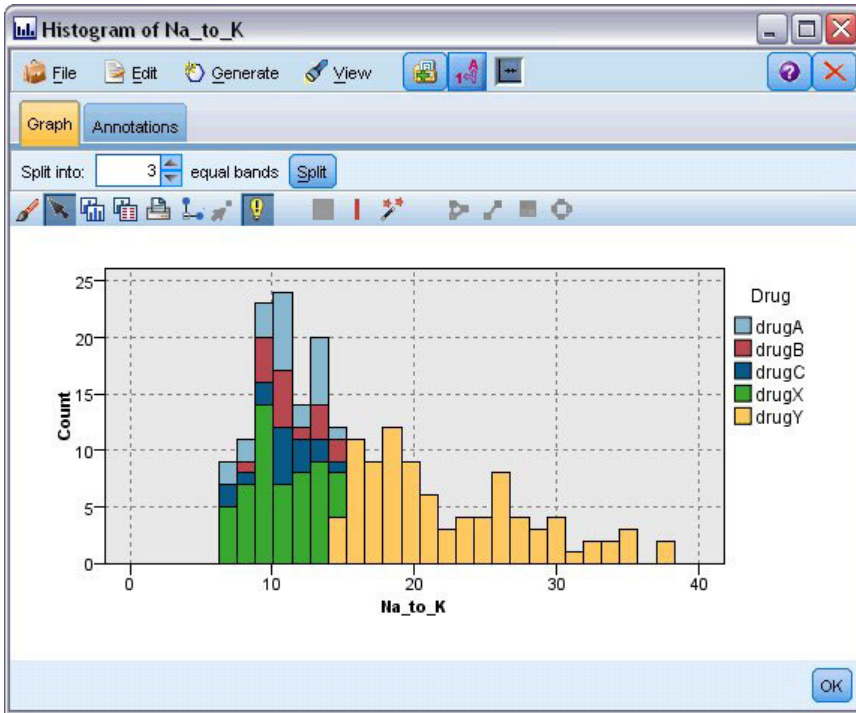 Histogram of Na_to_K
File Edit Generate View
Graph Annotations
Split into: 3 equal bands Split
25
20
15
10
5
0
Count
0 10 20 30 40
Na_to_K
Drug
drugA
drugB
drugC
drugX
drugY
OK